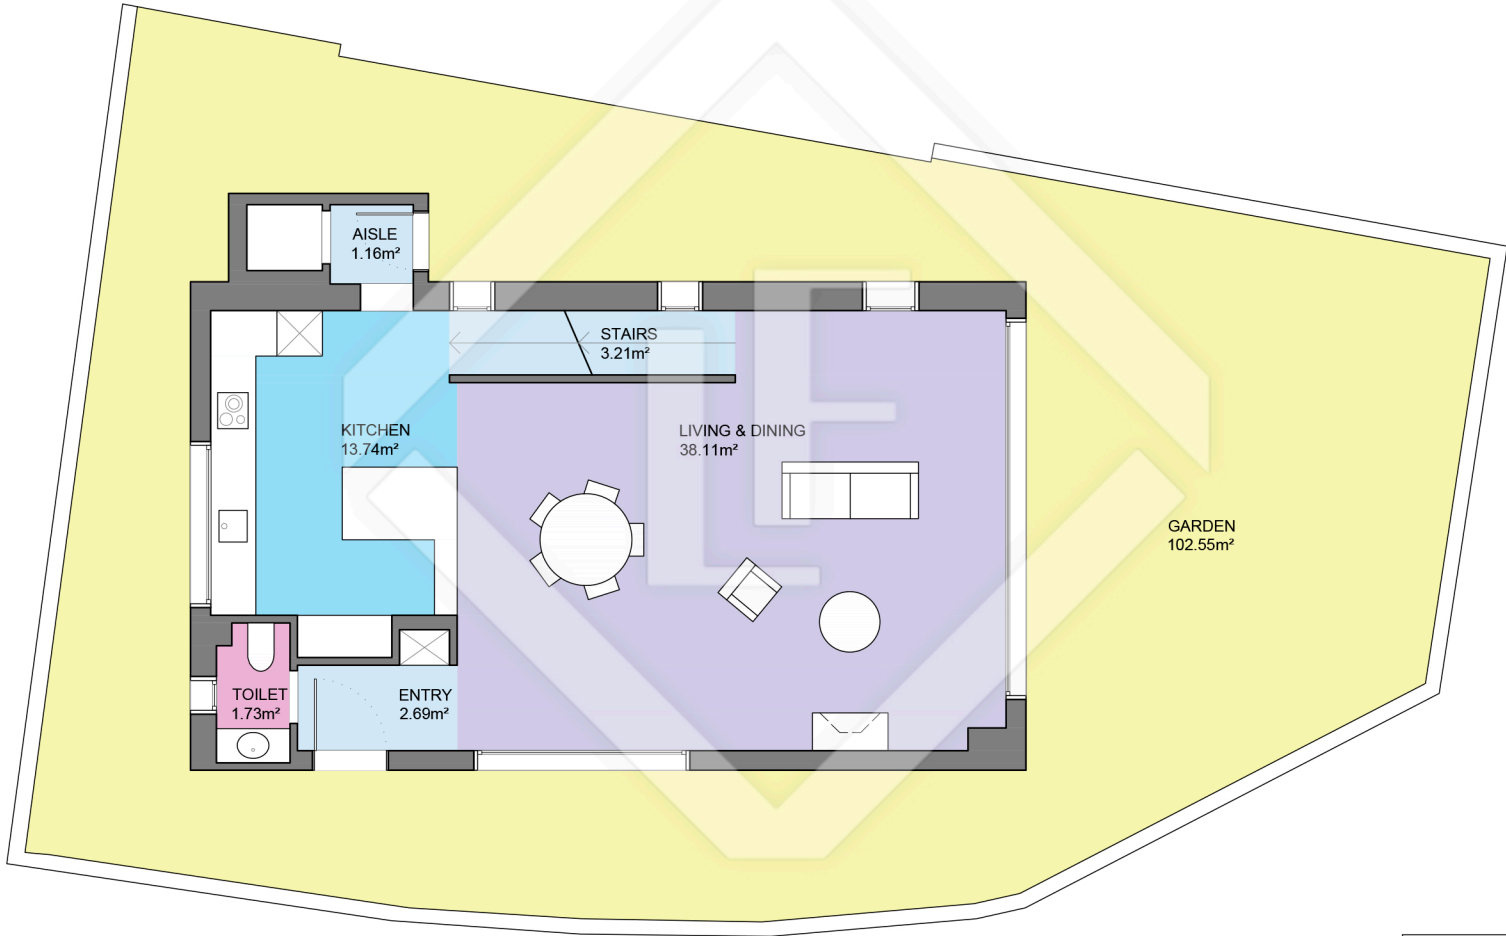 AISLE
1.16m²
STAIRS
3.21m²
KITCHEN
13.74m²
LIVING & DINING
38.11m²
GARDEN
102.55m²
TOILET
1.73m²
ENTRY
2.69m²
LF